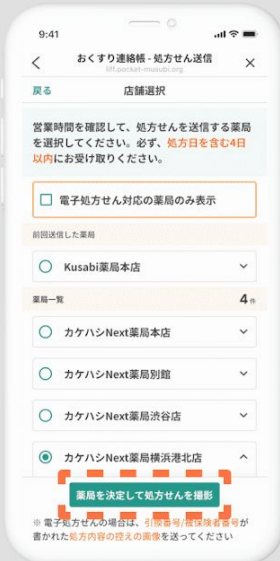 9:41
おくすり連絡帳 - 処方せん送信
liff.pocket-musubi.org
戻る
店舗選択
営業時間を確認して、処方せんを送信する薬局
を選択してください。必ず、処方日を含む4日
以内にお受け取りください。
電子処方せん対応の薬局のみ表示
前回送信した薬局
Kusabi薬局本店
薬局一覧
4件
カケハシNext薬局本店
カケハシNext薬局別館
カケハシNext薬局渋谷店
カケハシNext薬局横浜港北店
薬局を決定して処方せんを撮影
※ 電子処方せんの場合は、引換番号/被保険者番号が
書かれた処方内容の控えの画像を送ってください